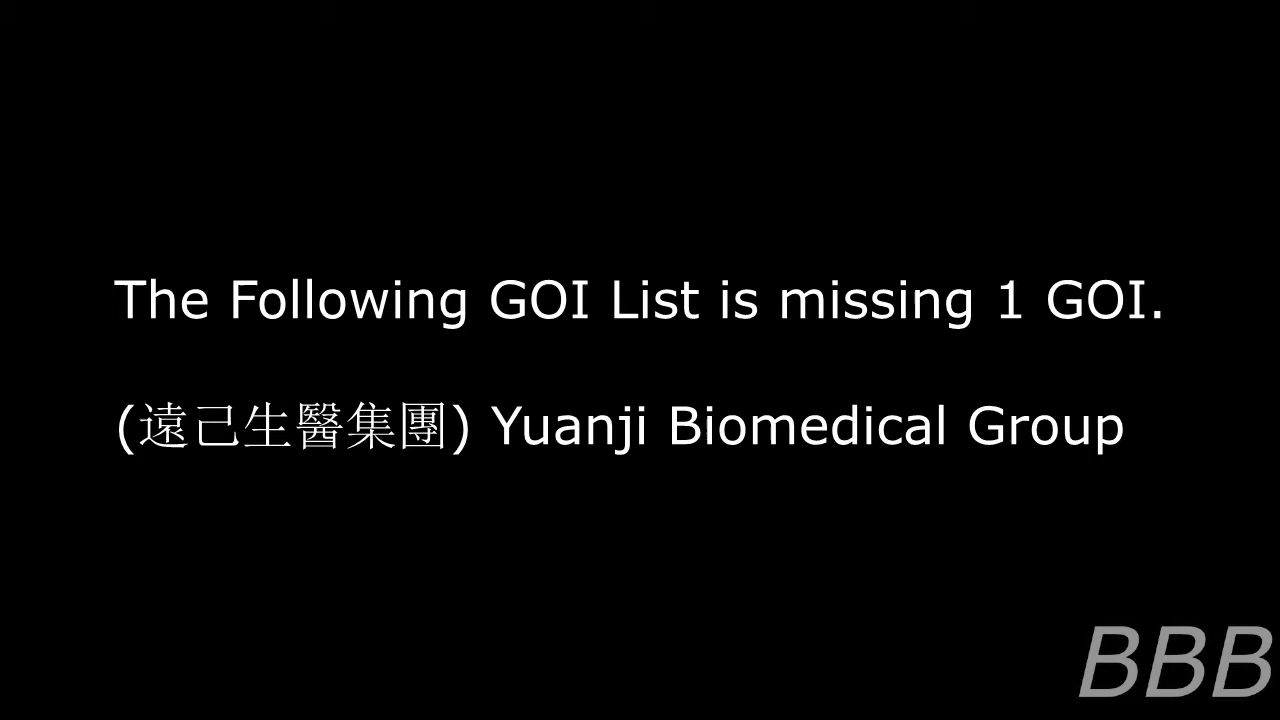 The Following GOI List is missing 1 GOI.
(遠己生醫集團) Yuanji Biomedical Group
BBB